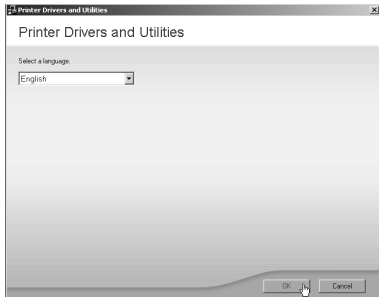 Printer Drivers and Utilities
Printer Drivers and Utilities
Select a language.
English
OK
Cancel